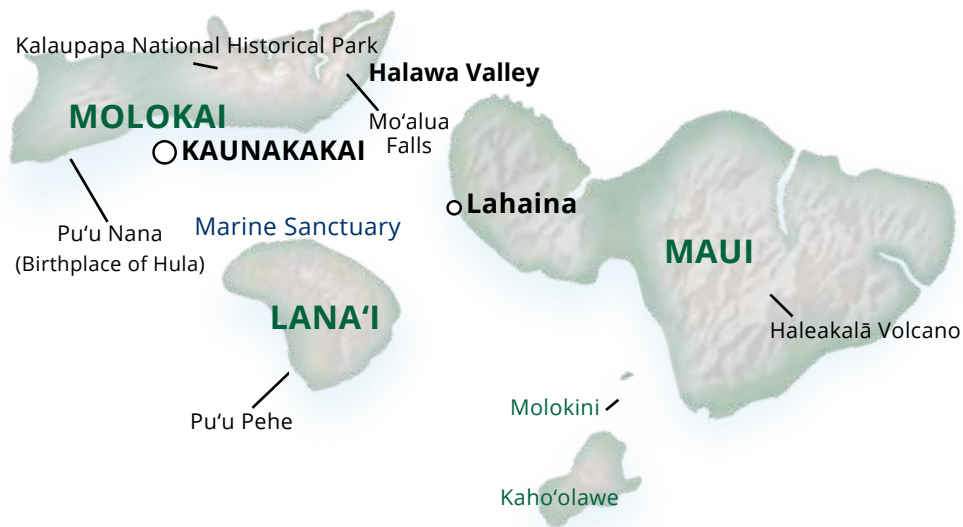 Kalaupapa National Historical Park
Halawa Valley
MOLOKAI
Mo‘alua
Falls
KAUNAKAKAI
Lahaina
Marine Sanctuary
Pu‘u Nana
(Birthplace of Hula)
MAUI
LANA‘I
Haleakalā Volcano
Molokini
Pu‘u Pehe
Kaho‘olawe